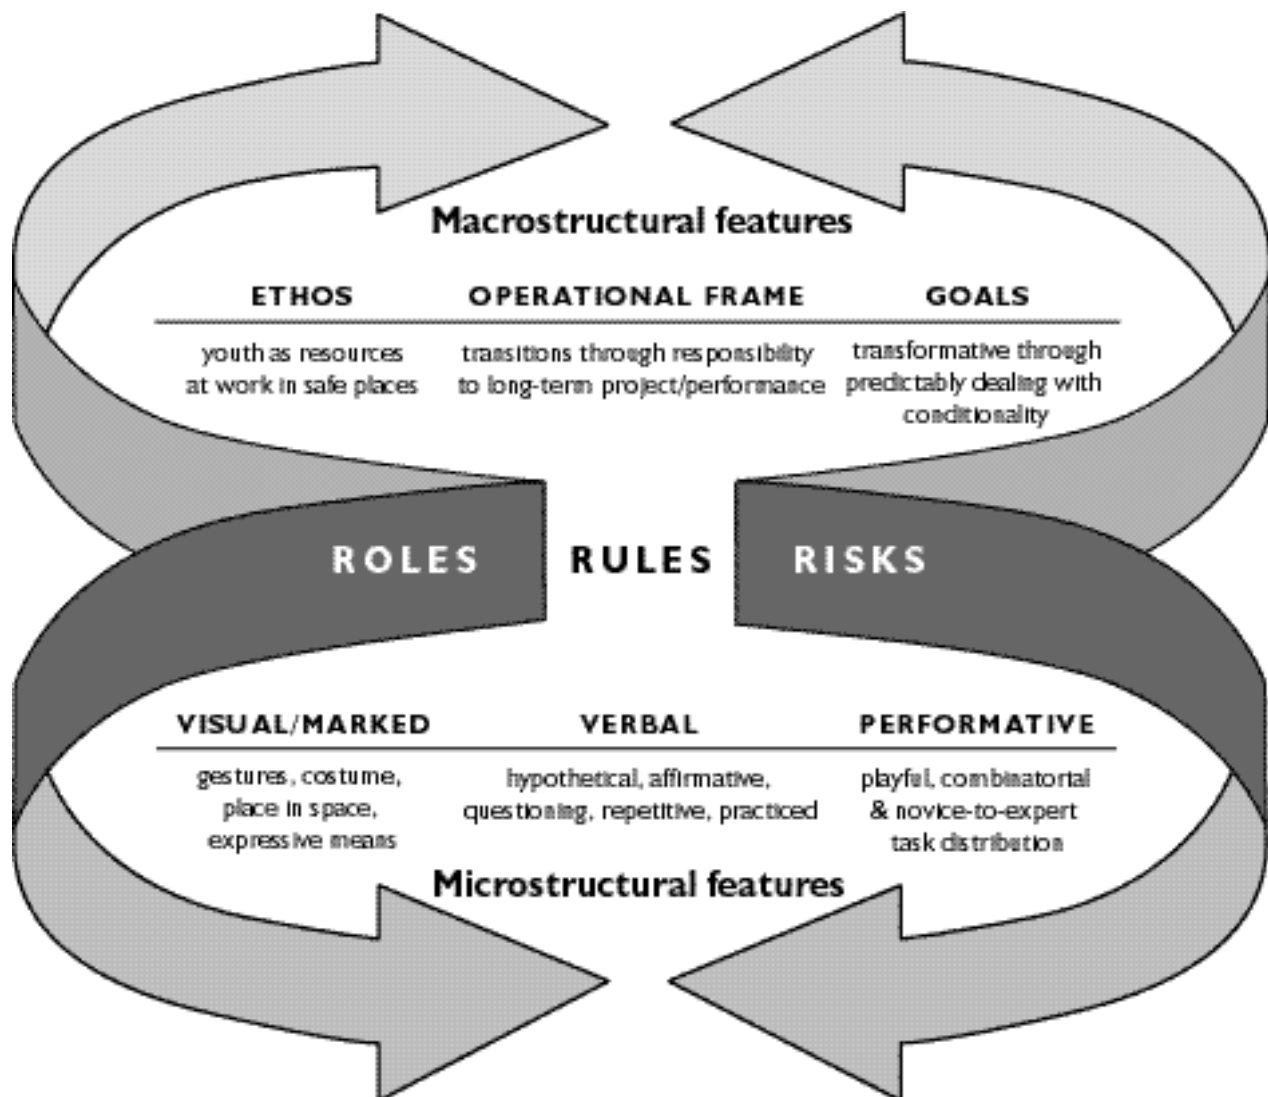 Macrostructural features
ETHOS OPERATIONAL FRAME GOALS
youth as resources
at work in safe places
transitions through responsibility
to long-term project/performance
transformative through
predictably dealing with
conditionality
ROLES RULES RISKS
VISUAL/MARKED VERBAL PERFORMATIVE
gestures, costume,
place in space,
expressive means
hypothetical, affirmative,
questioning, repetitive, practiced
playful, combinatorial
& novice-to-expert
task distribution
Microstructural features